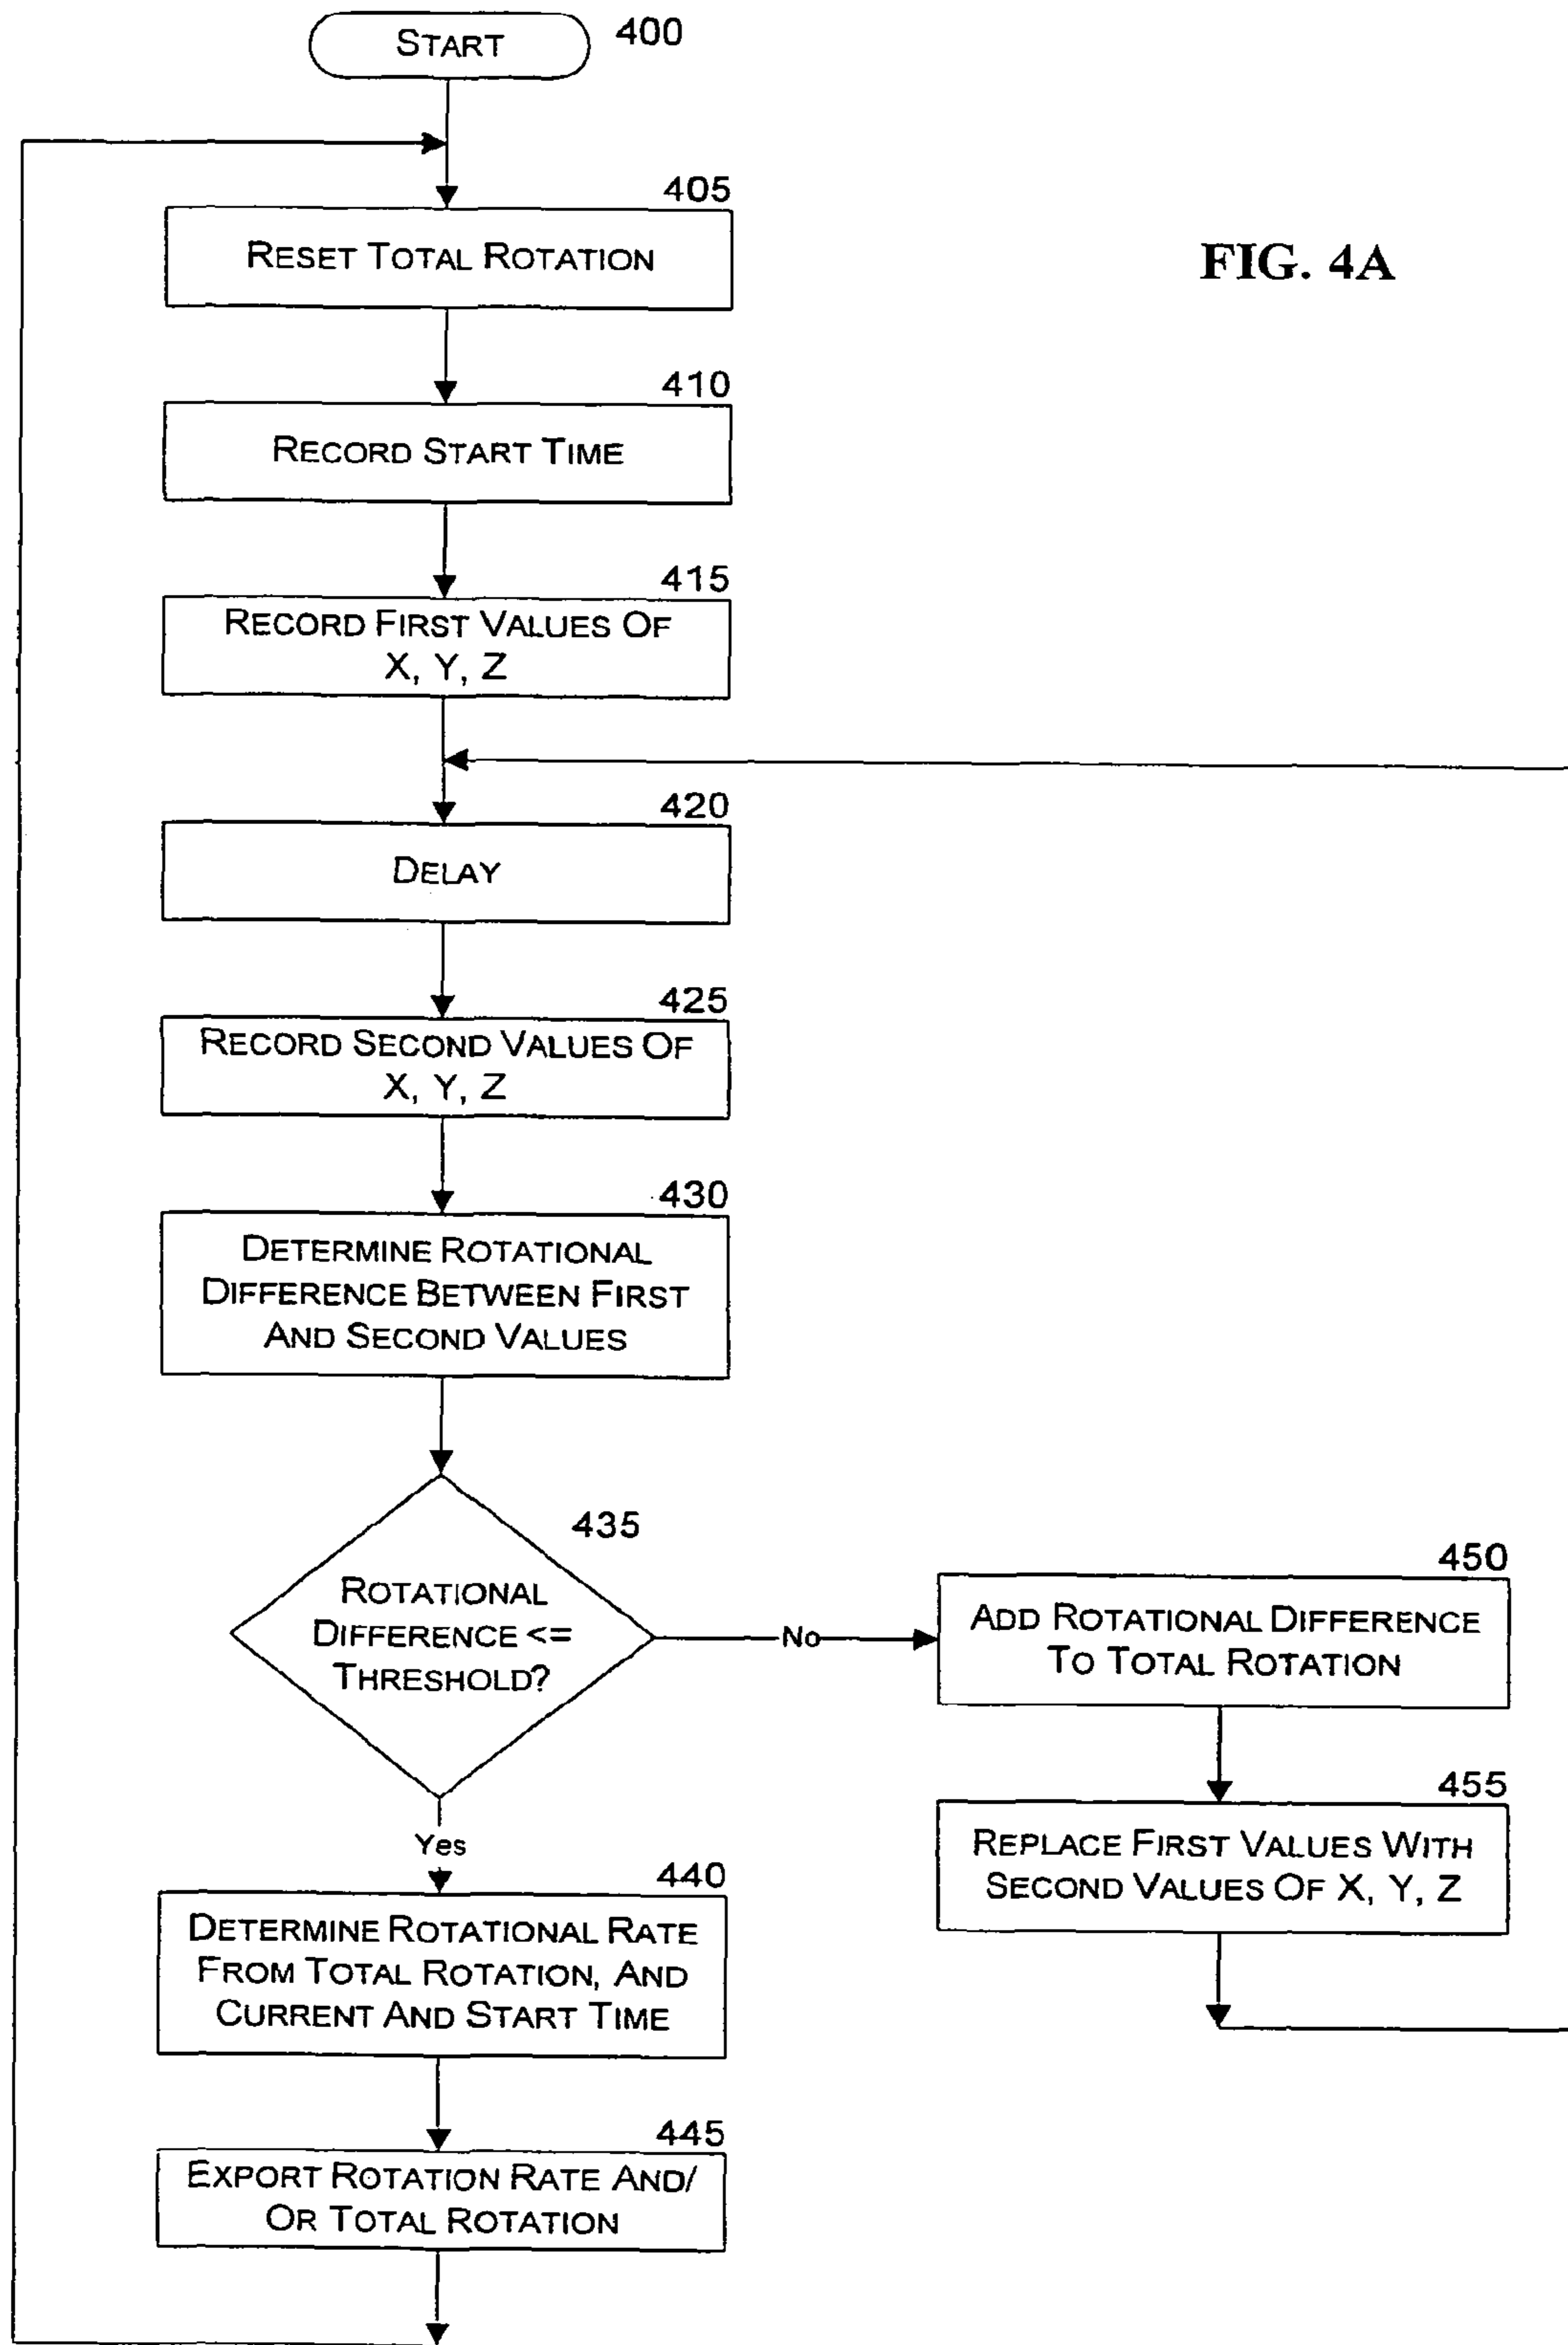 START 400
405
RESET TOTAL ROTATION
FIG. 4A
410
RECORD START TIME
415
RECORD FIRST VALUES OF
X, Y, Z
420
DELAY
425
RECORD SECOND VALUES OF
X, Y, Z
430
DETERMINE ROTATIONAL
DIFFERENCE BETWEEN FIRST
AND SECOND VALUES
435
ROTATIONAL
DIFFERENCE <=
THRESHOLD?
No
450
ADD ROTATIONAL DIFFERENCE
TO TOTAL ROTATION
455
REPLACE FIRST VALUES WITH
SECOND VALUES OF X, Y, Z
Yes
440
DETERMINE ROTATIONAL RATE
FROM TOTAL ROTATION, AND
CURRENT AND START TIME
445
EXPORT ROTATION RATE AND/
OR TOTAL ROTATION